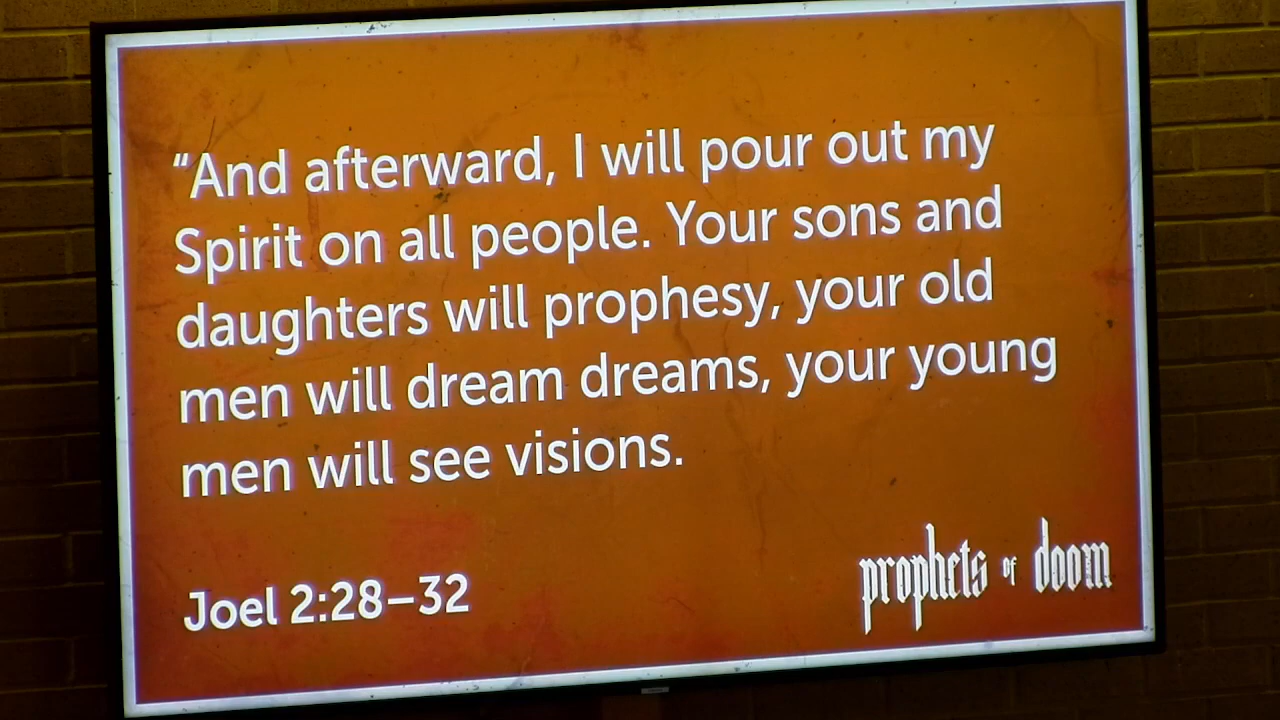 “And afterward, I will pour out my
Spirit on all people. Your sons and
daughters will prophesy, your old
men will dream dreams, your young
men will see visions.
Joel 2:28–32
prophets of doom